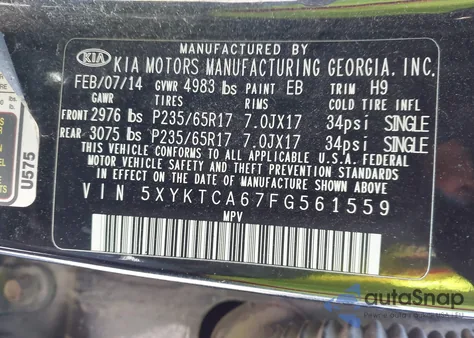 MANUFACTURED BY
KIA KIA MOTORS MANUFACTURING GEORGIA, INC.
FEB/07/14 GVWR 4983 lbs PAINT EB TRIM H9
GAWR TIRES RIMS COLD TIRE INFL
FRONT 2976 lbs P235/65R17 7.0JX17 34psi SINGLE
REAR 3075 lbs P235/65R17 7.0JX17 34psi SINGLE
THIS VEHICLE CONFORMS TO ALL APPLICABLE U.S.A. FEDERAL
MOTOR VEHICLE SAFETY, BUMPER, AND THEFT PREVENTION STANDARDS
IN EFFECT ON THE DATE OF MANUFACTURE SHOWN ABOVE.
VIN 5XYKTCA67FG561559
MPV
U575
autoSnap